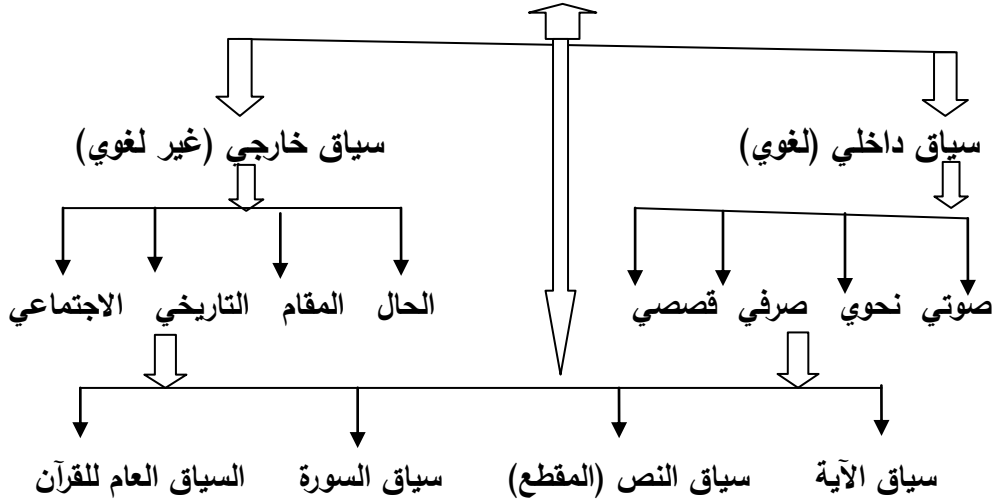 سياق داخلي (لغوي) سياق خارجي (غير لغوي)
صوتي نحوي صرفي قصصي الحال المقام التاريخي الاجتماعي
سياق الآية سياق النص (المقطع) سياق السورة السياق العام للقرآن